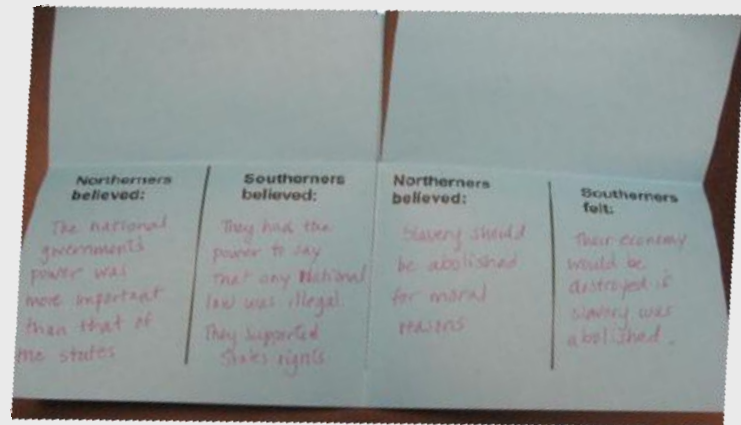 Northerners
believed:
The national
government's
power was
more important
than that of
the states
Southerners
believed:
They had the
power to say
that any National
law was illegal.
They supported
States rights
Northerners
believed:
Slavery should
be abolished
for moral
reasons
Southerners
felt:
Their economy
would be
destroyed if
slavery was
abolished.